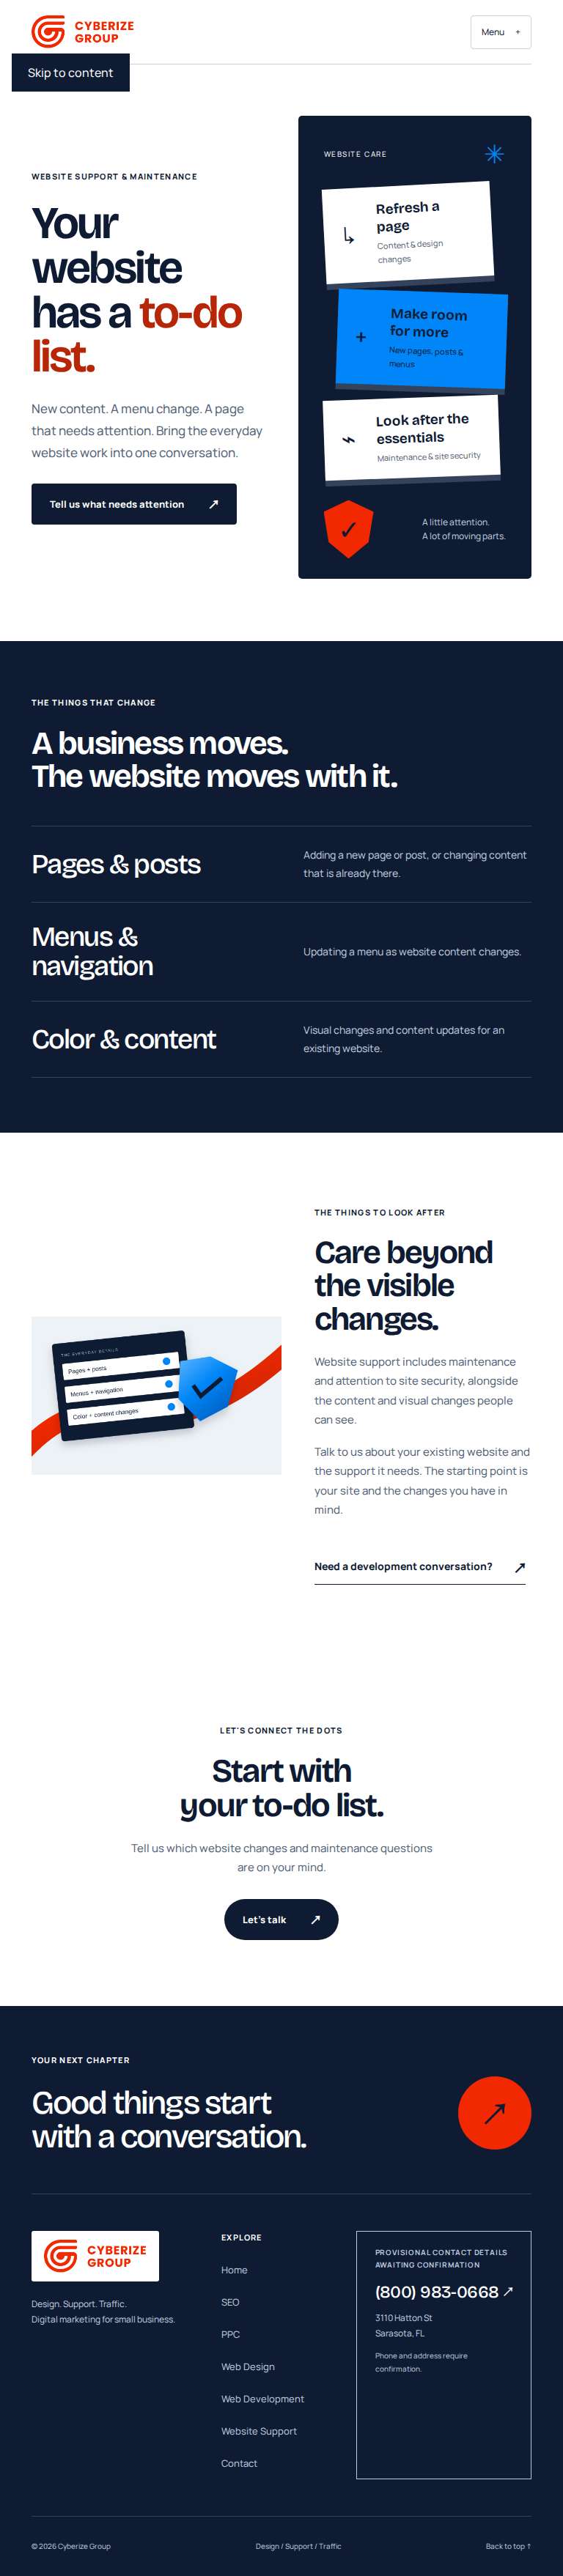 CYBERIZE
GROUP
Menu +
Skip to content
WEBSITE SUPPORT & MAINTENANCE
Your
website
has a to-do
list.
New content. A menu change. A page
that needs attention. Bring the everyday
website work into one conversation.
Tell us what needs attention ↗
WEBSITE CARE
Refresh a
page
Content & design
changes
Make room
for more
New pages, posts &
menus
Look after the
essentials
Maintenance & site security
A little attention.
A lot of moving parts.
THE THINGS THAT CHANGE
A business moves.
The website moves with it.
Pages & posts
Adding a new page or post, or changing content
that is already there.
Menus &
navigation
Updating a menu as website content changes.
Color & content
Visual changes and content updates for an
existing website.
THE EVERYDAY DETAILS
Pages + posts
Menus + navigation
Color + content changes
THE THINGS TO LOOK AFTER
Care beyond
the visible
changes.
Website support includes maintenance
and attention to site security, alongside
the content and visual changes people
can see.
Talk to us about your existing website and
the support it needs. The starting point is
your site and the changes you have in
mind.
Need a development conversation? ↗
LET'S CONNECT THE DOTS
Start with
your to-do list.
Tell us which website changes and maintenance questions
are on your mind.
Let's talk ↗
YOUR NEXT CHAPTER
Good things start
with a conversation.
↗
CYBERIZE
GROUP
Design. Support. Traffic.
Digital marketing for small business.
EXPLORE
Home
SEO
PPC
Web Design
Web Development
Website Support
Contact
PROVISIONAL CONTACT DETAILS
AWAITING CONFIRMATION
(800) 983-0668 ↗
3110 Hatton St
Sarasota, FL
Phone and address require
confirmation.
© 2026 Cyberize Group
Design / Support / Traffic
Back to top ↑